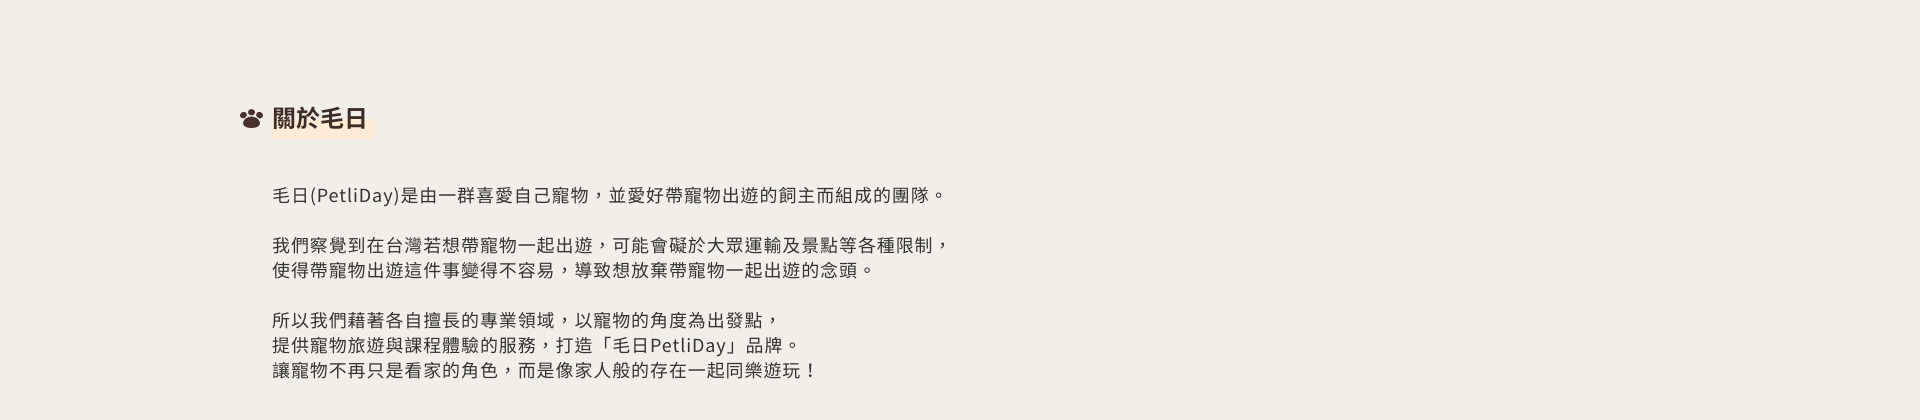 關於毛日
毛日(PetliDay)是由一群喜愛自己寵物，並愛好帶寵物出遊的飼主而組成的團隊。
我們察覺到在台灣若想帶寵物一起出遊，可能會礙於大眾運輸及景點等各種限制，
使得帶寵物出遊這件事變得不容易，導致想放棄帶寵物一起出遊的念頭。
所以我們藉著各自擅長的專業領域，以寵物的角度為出發點，
提供寵物旅遊與課程體驗的服務，打造「毛日PetliDay」品牌。
讓寵物不再只是看家的角色，而是像家人般的存在一起同樂遊玩！